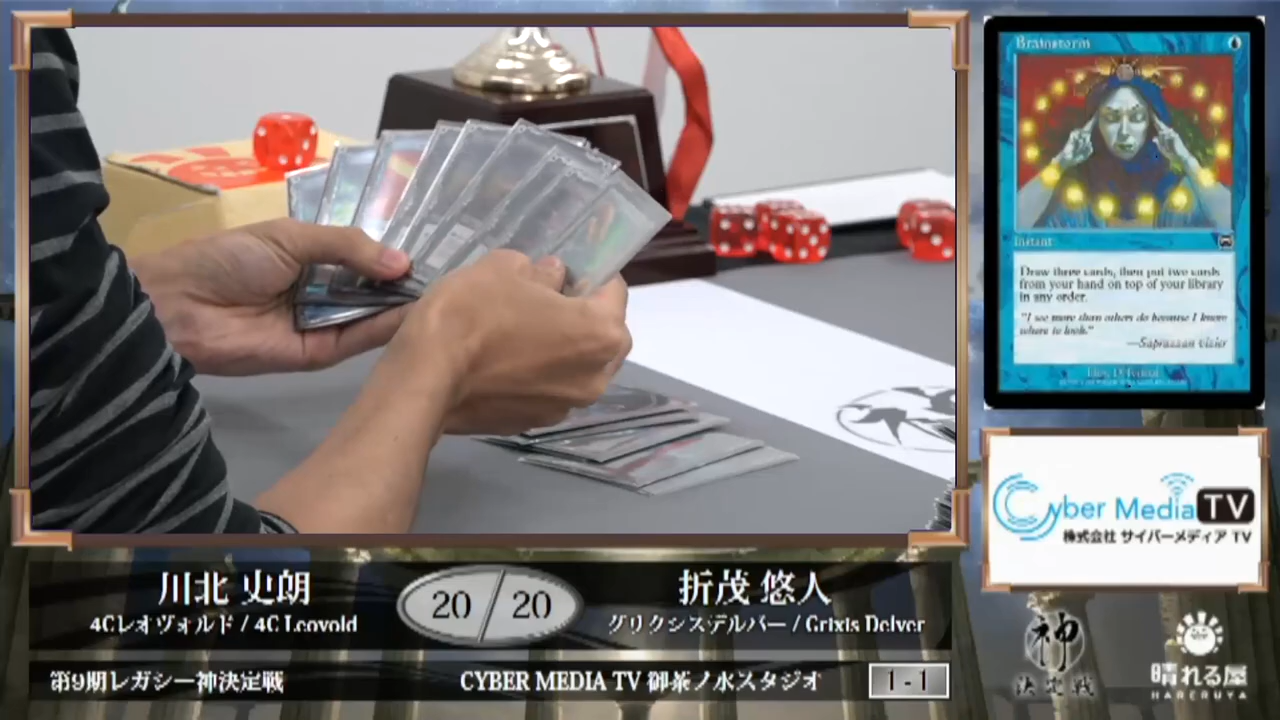 Brainstorm
Instant
Draw three cards, then put two cards
from your hand on top of your library
in any order.
"I see more than others do because I know
where to look."
—Saprazzan vizier
Cyber Media TV
株式会社 サイバーメディア TV
川北 史朗
4Cレオヴォルド / 4C Leovold
20 / 20
折茂 悠人
グリクシスデルバー / Grixis Delver
第9期レガシー神決定戦
CYBER MEDIA TV 御茶ノ水スタジオ
1 - 1
神
決定戦
晴れる屋
HARERUYA